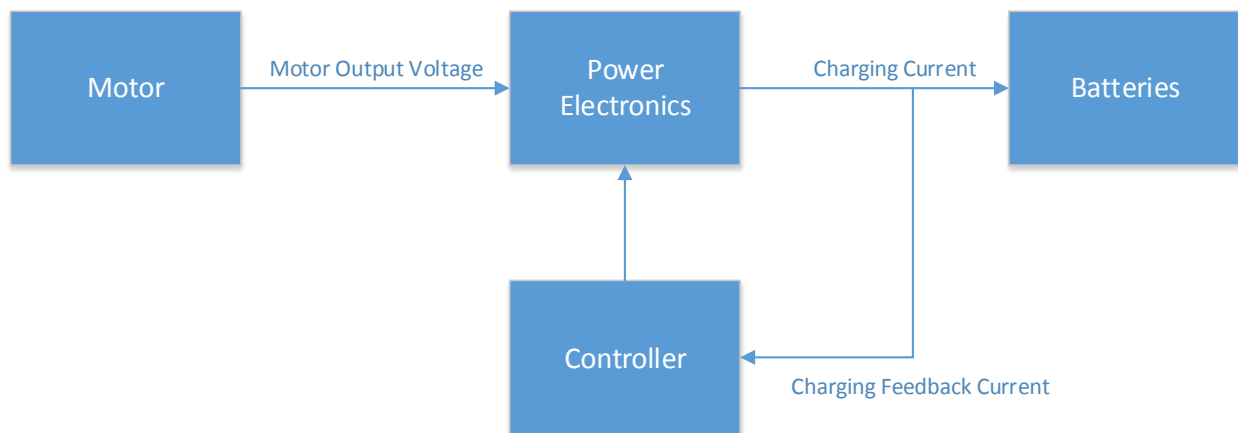 Motor
Motor Output Voltage
Power
Electronics
Charging Current
Batteries
Controller
Charging Feedback Current